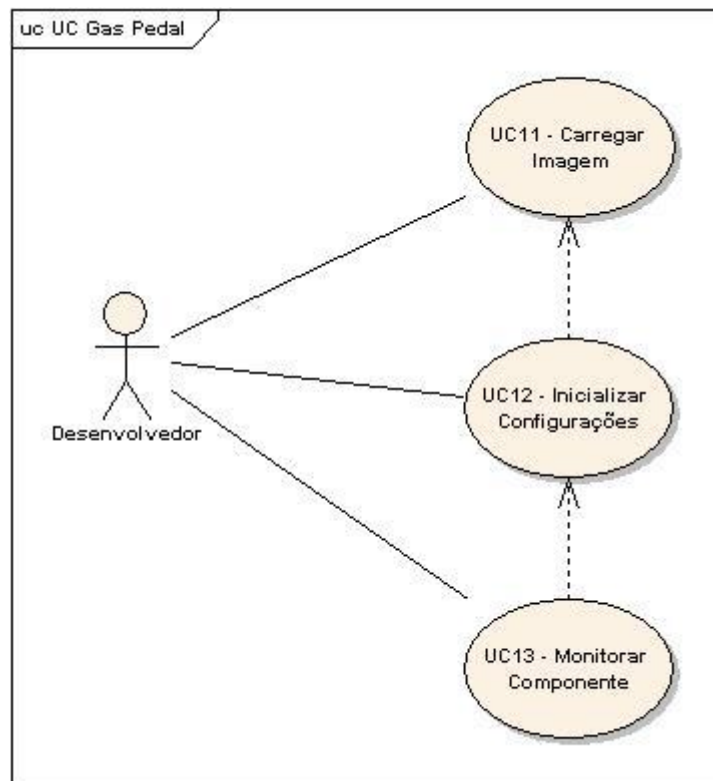 uc UC Gas Pedal
UC11 - Carregar
Imagem
UC12 - Inicializar
Configurações
Desenvolvedor
UC13 - Monitorar
Componente